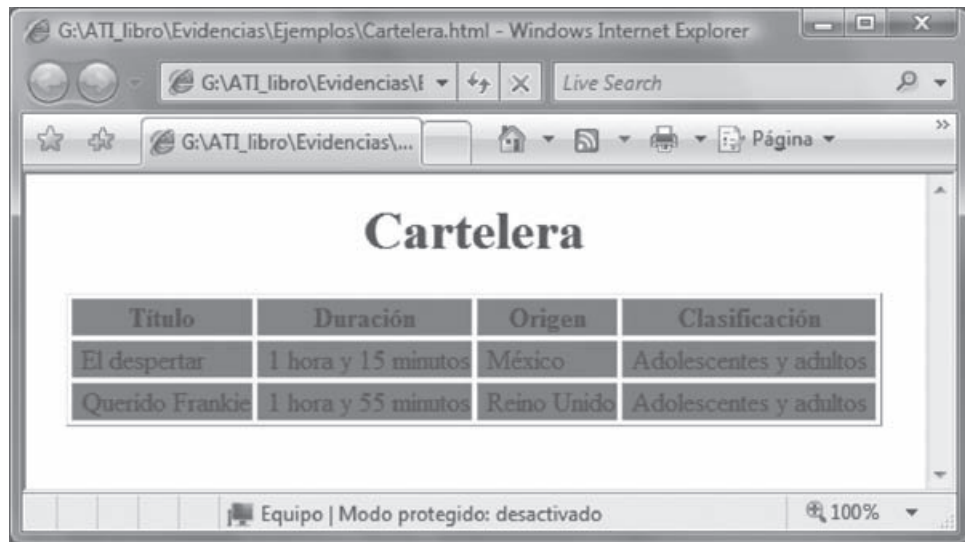 G:\ATI_libro\Evidencias\Ejemplos\Cartelera.html - Windows Internet Explorer
G:\ATI_libro\Evidencias\E
Live Search
G:\ATI_libro\Evidencias\...
Página
Cartelera
Título Duración Origen Clasificación
El despertar 1 hora y 15 minutos México Adolescentes y adultos
Querido Frankie 1 hora y 55 minutos Reino Unido Adolescentes y adultos
Equipo | Modo protegido: desactivado
100%